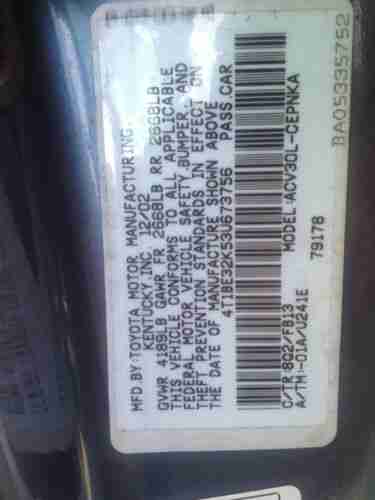 MFD.BY:TOYOTA MOTOR MANUFACTURING,
KENTUCKY INC 12/02
GVWR 4189LB GAWR FR 2668LB RR 2668LB
THIS VEHICLE CONFORMS TO ALL APPLICABLE
FEDERAL MOTOR VEHICLE SAFETY BUMPER, AND
THEFT PREVENTION STANDARDS IN EFFECT ON
THE DATE OF MANUFACTURE SHOWN ABOVE
4T1BE32K53U673756 PASS CAR
C/TR:8Q2/FB13 MODEL:ACV30L-CEPNKA
A/TM:-01A/U241E 79178
BA05335752